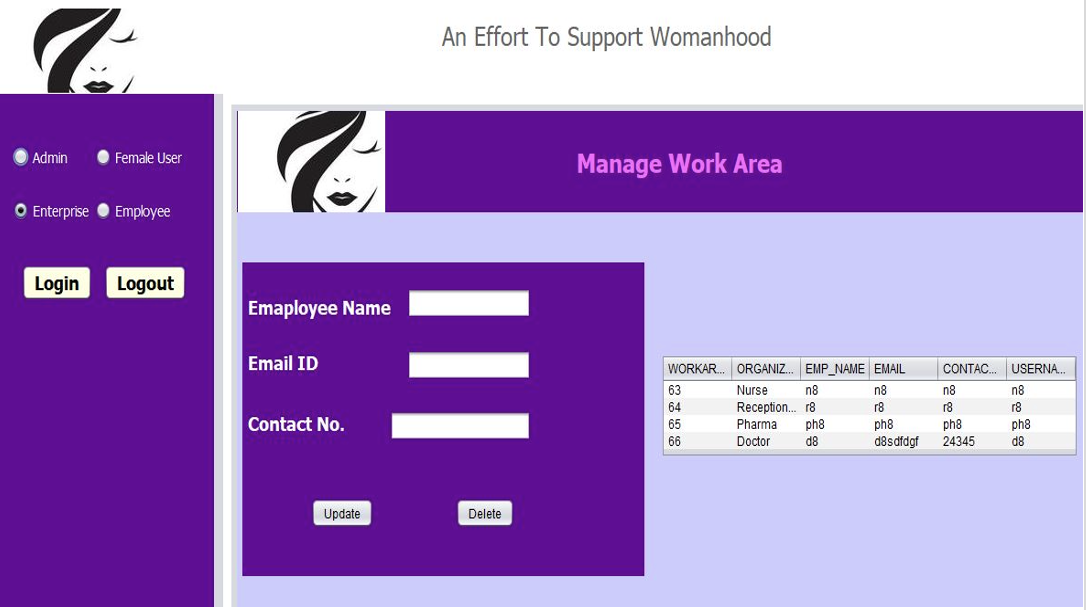 An Effort To Support Womanhood
Admin Female User
Enterprise Employee
Login Logout
Manage Work Area
Emaployee Name
Email ID
Contact No.
Update Delete
WORKAR... ORGANIZ... EMP_NAME EMAIL CONTAC... USERNA...
63 Nurse n8 n8 n8 n8
64 Reception... r8 r8 r8 r8
65 Pharma ph8 ph8 ph8 ph8
66 Doctor d8 d8sdfdgf 24345 d8